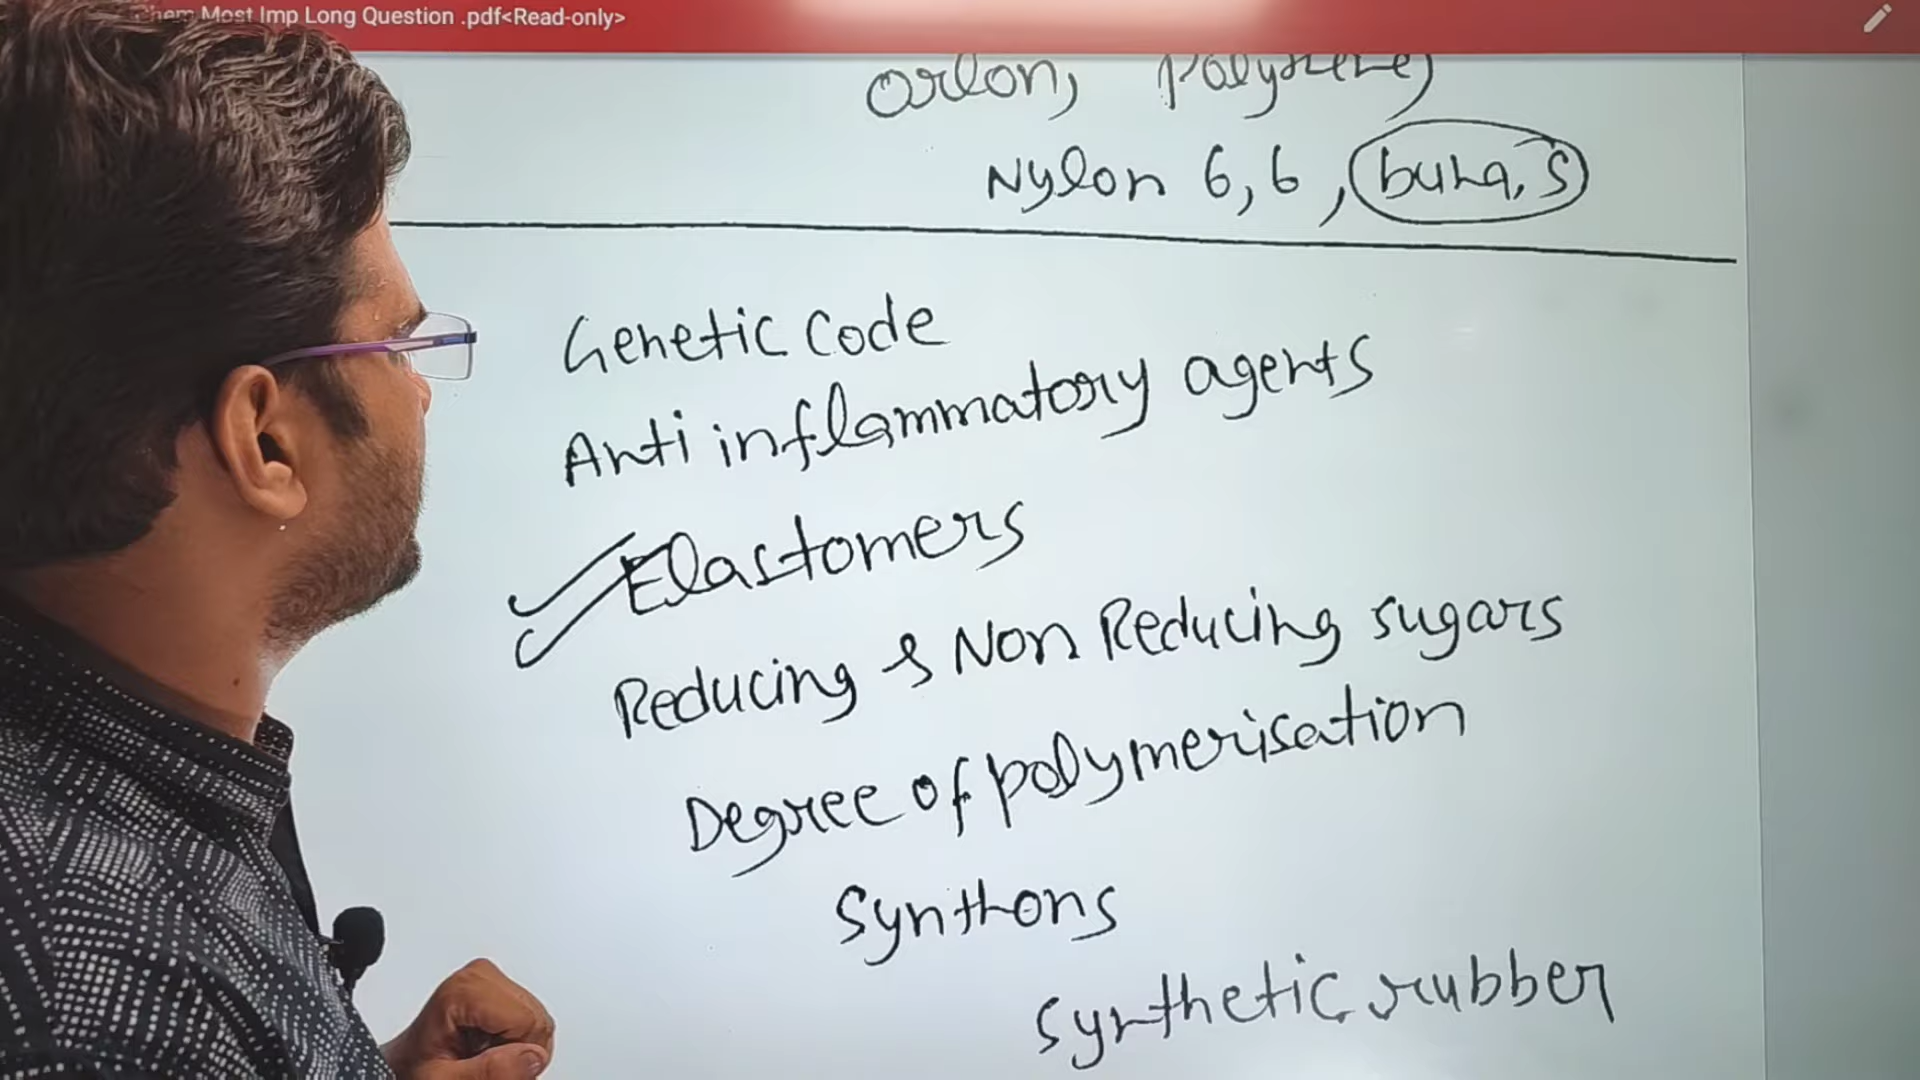 Most Imp Long Question .pdf<Read-only>
orlon,
Nylon 6,6, buna, s
Genetic Code
Anti inflammatory agents
Elastomers
Reducing & Non Reducing sugars
Degree of polymerisation
Synthons
Synthetic rubber